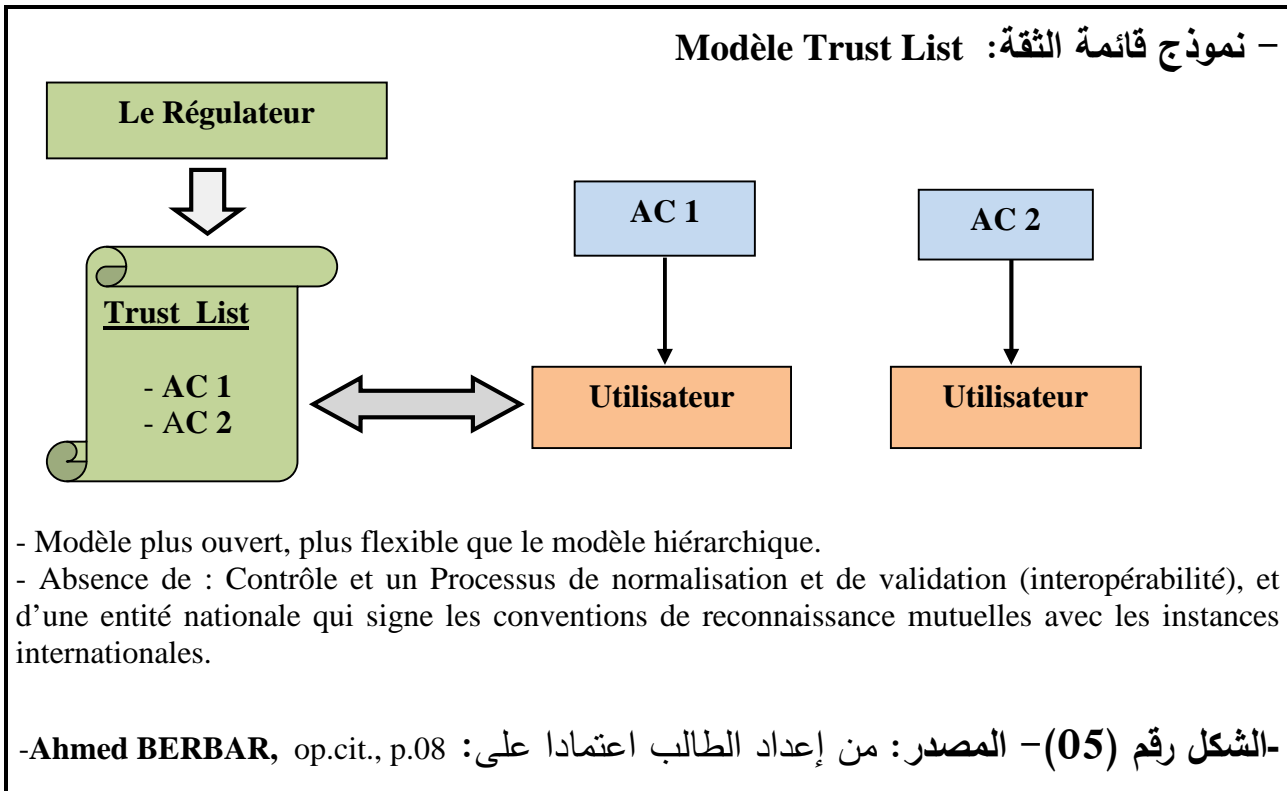 - نموذج قائمة الثقة: Modèle Trust List
Le Régulateur
AC 1
AC 2
Trust List
- AC 1
- AC 2
Utilisateur
Utilisateur
- Modèle plus ouvert, plus flexible que le modèle hiérarchique.
- Absence de : Contrôle et un Processus de normalisation et de validation (interopérabilité), et
d'une entité nationale qui signe les conventions de reconnaissance mutuelles avec les instances
internationales.
-الشكل رقم (05)- المصدر: من إعداد الطالب اعتمادا على: Ahmed BERBAR, op.cit., p.08-